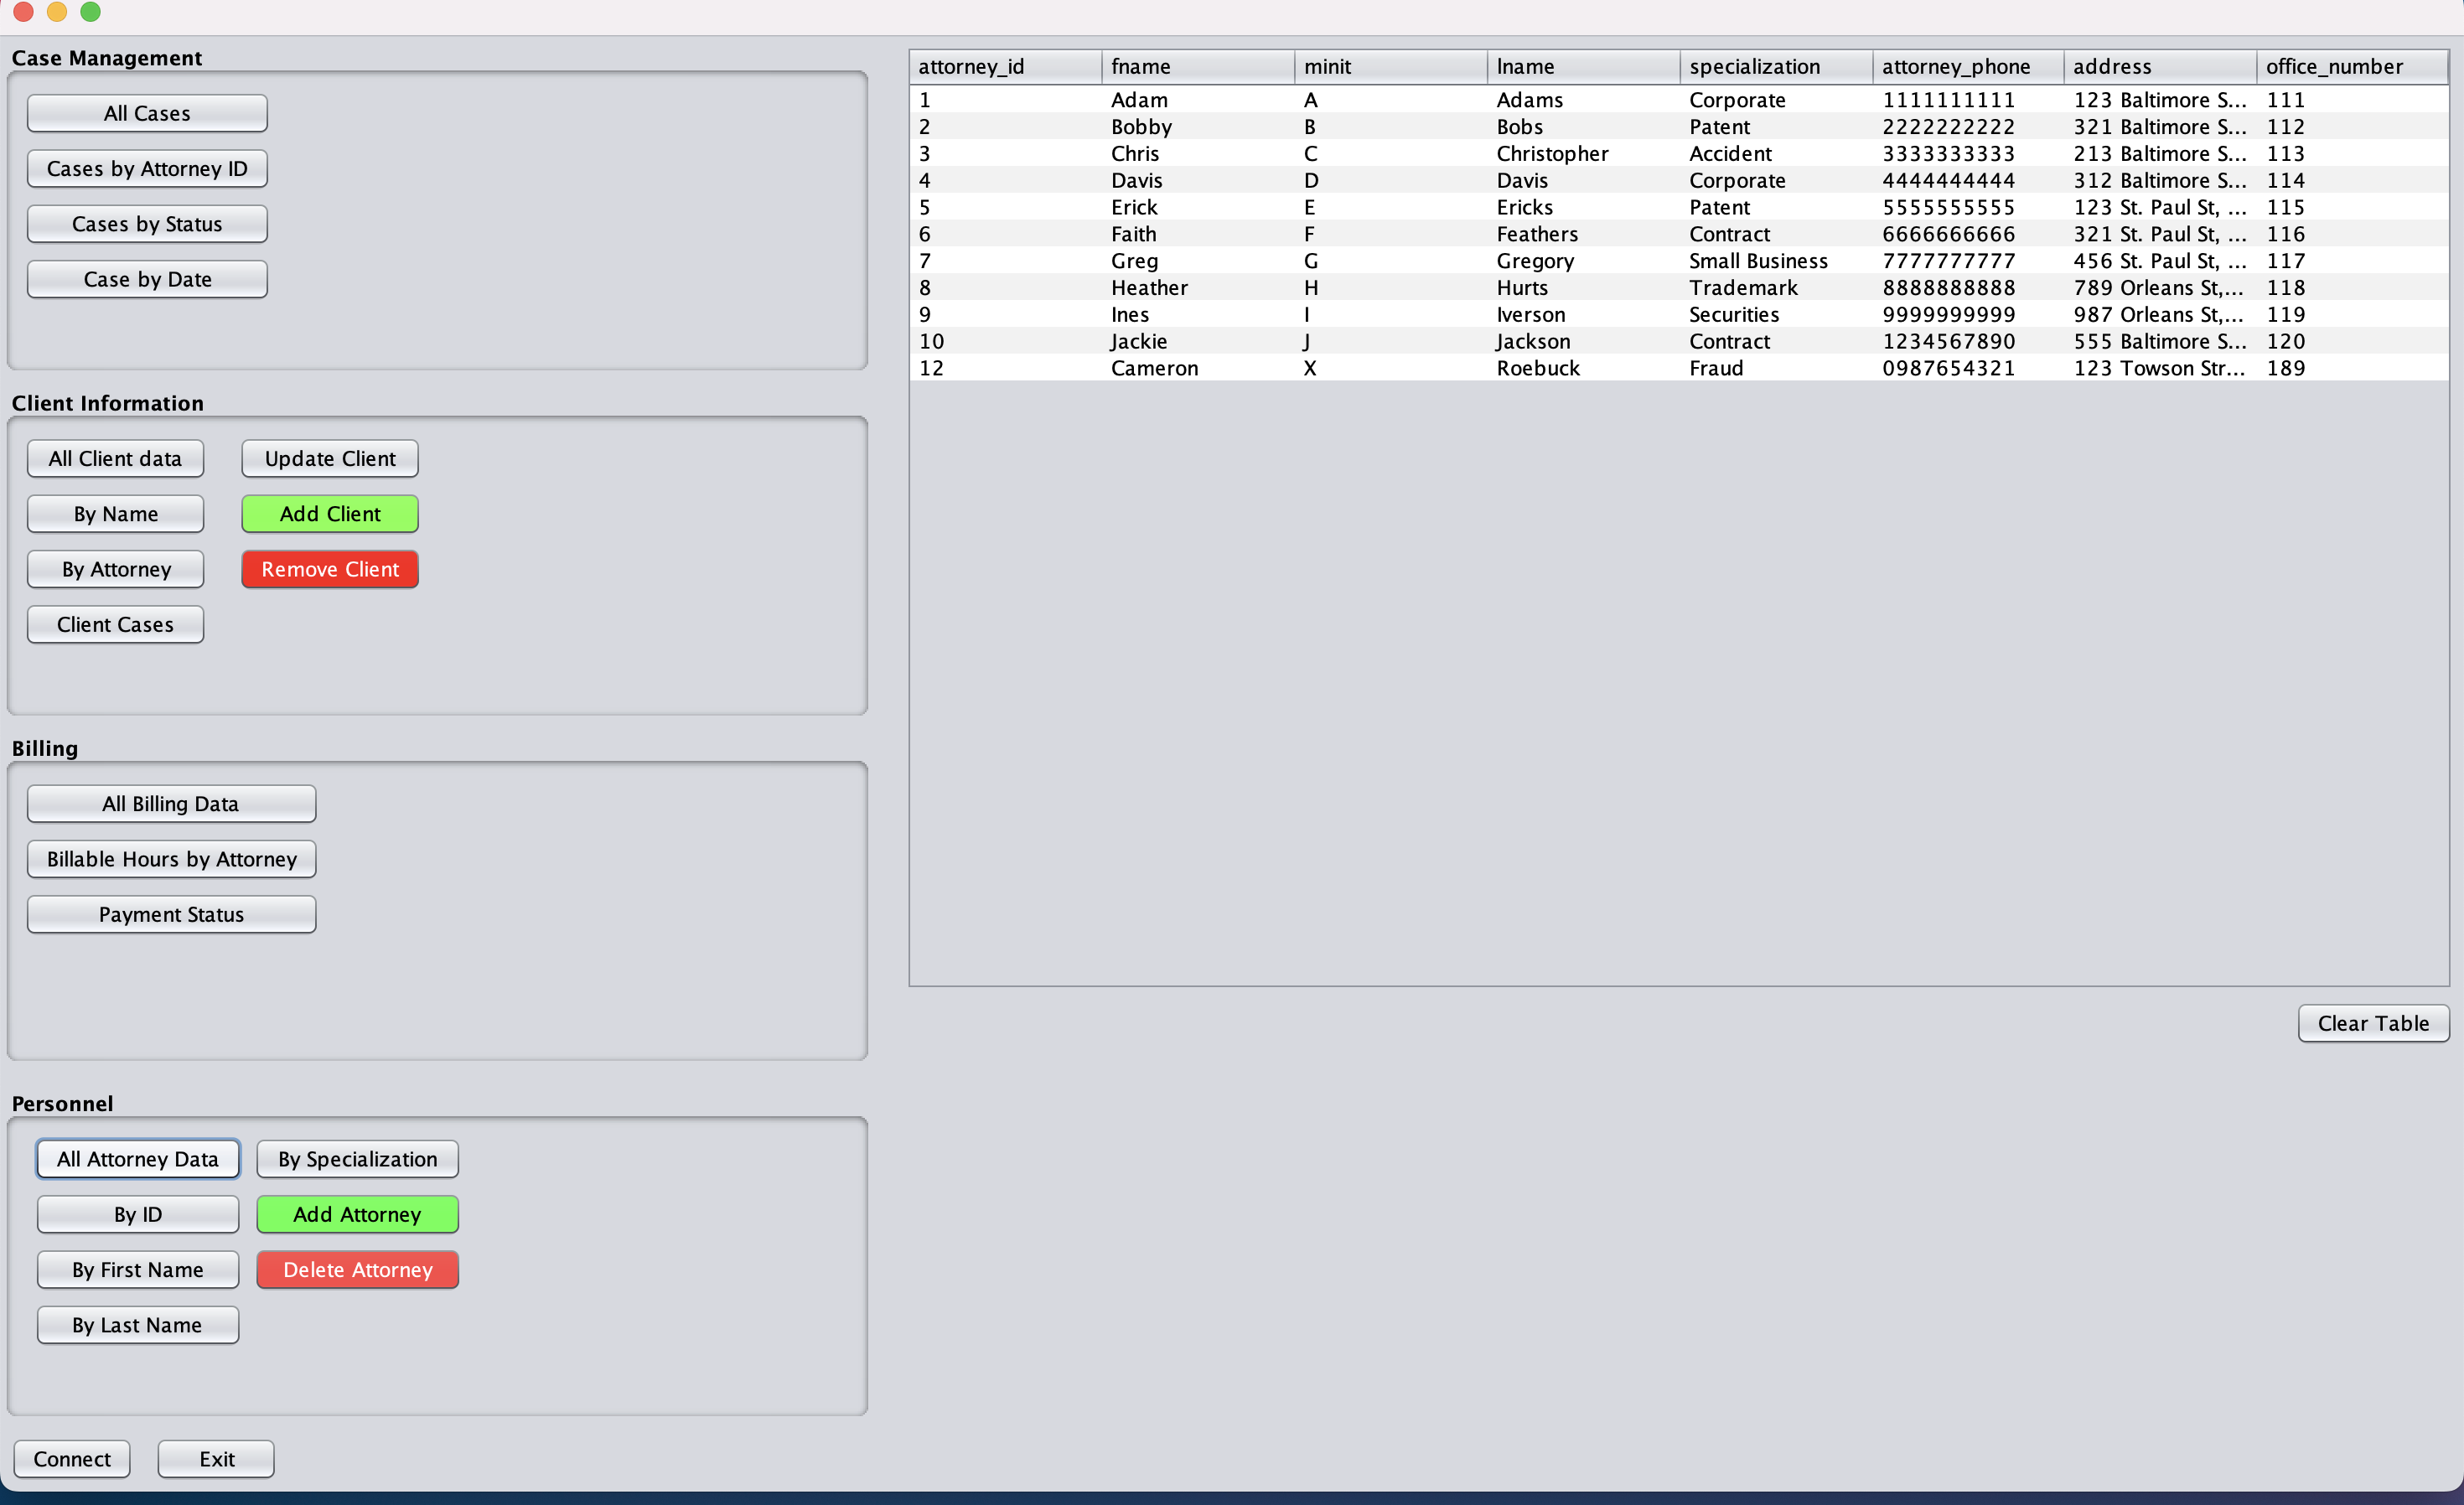 Case Management
All Cases
Cases by Attorney ID
Cases by Status
Case by Date
Client Information
All Client data Update Client
By Name Add Client
By Attorney Remove Client
Client Cases
Billing
All Billing Data
Billable Hours by Attorney
Payment Status
Personnel
All Attorney Data By Specialization
By ID Add Attorney
By First Name Delete Attorney
By Last Name
Connect Exit
attorney_id fname minit lname specialization attorney_phone address office_number
1 Adam A Adams Corporate 1111111111 123 Baltimore S... 111
2 Bobby B Bobs Patent 2222222222 321 Baltimore S... 112
3 Chris C Christopher Accident 3333333333 213 Baltimore S... 113
4 Davis D Davis Corporate 4444444444 312 Baltimore S... 114
5 Erick E Ericks Patent 5555555555 123 St. Paul St, ... 115
6 Faith F Feathers Contract 6666666666 321 St. Paul St, ... 116
7 Greg G Gregory Small Business 7777777777 456 St. Paul St, ... 117
8 Heather H Hurts Trademark 8888888888 789 Orleans St,... 118
9 Ines I Iverson Securities 9999999999 987 Orleans St,... 119
10 Jackie J Jackson Contract 1234567890 555 Baltimore S... 120
12 Cameron X Roebuck Fraud 0987654321 123 Towson Str... 189
Clear Table